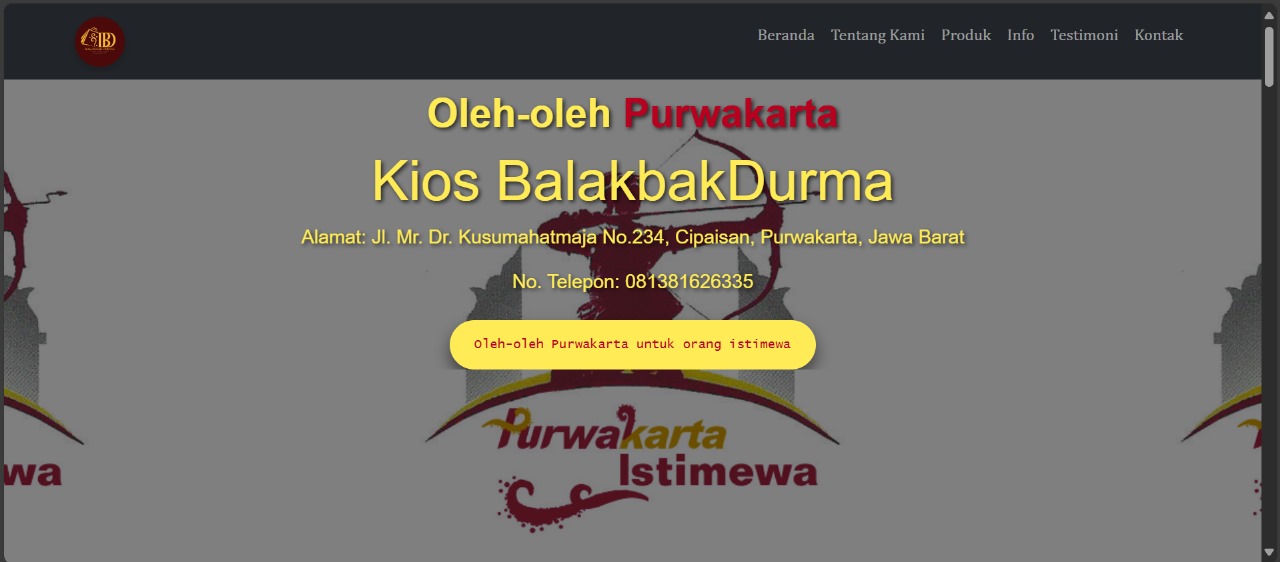 IBD
Beranda Tentang Kami Produk Info Testimoni Kontak
Oleh-oleh Purwakarta
Kios BalakbakDurma
Alamat: Jl. Mr. Dr. Kusumahatmaja No.234, Cipaisan, Purwakarta, Jawa Barat
No. Telepon: 081381626335
Oleh-oleh Purwakarta untuk orang istimewa
Purwakarta
wa Istimewa